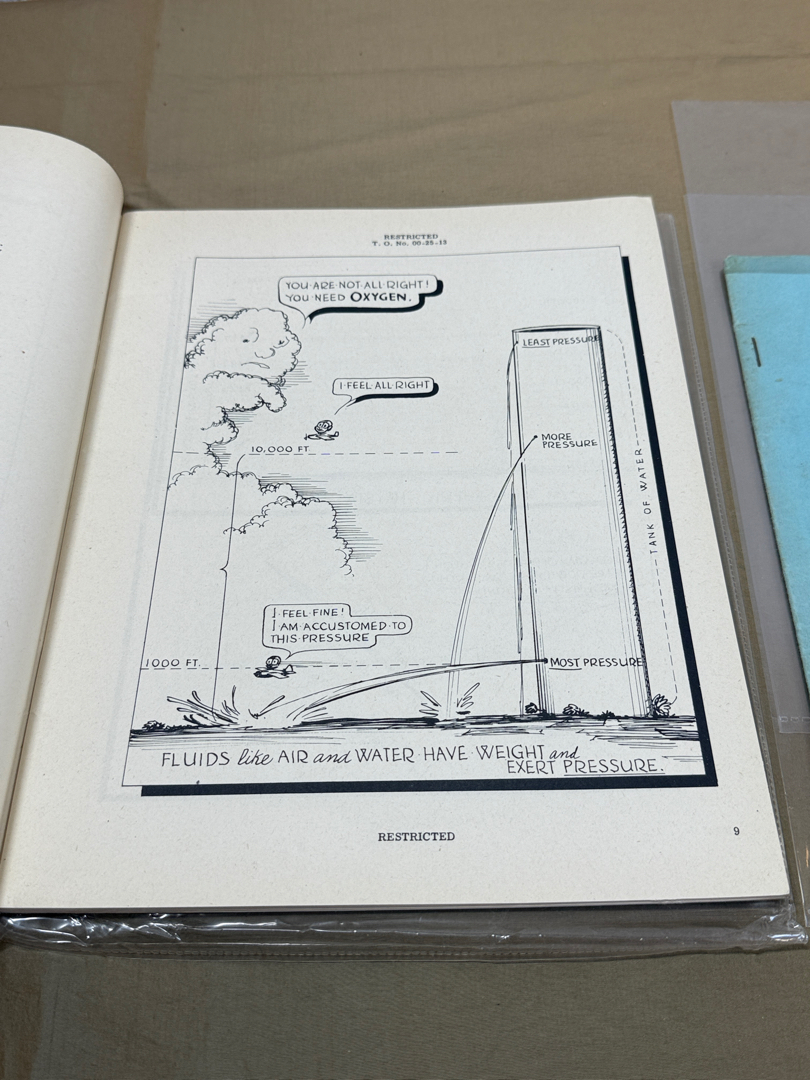 RESTRICTED
T. O. No. 00-25-13
YOU ARE NOT ALL RIGHT!
YOU NEED OXYGEN.
LEAST PRESSURE
I FEEL ALL RIGHT
MORE
PRESSURE
10,000 FT.
TANK OF WATER
I FEEL FINE!
I AM ACCUSTOMED TO
THIS PRESSURE
1000 FT.
MOST PRESSURE
FLUIDS like AIR and WATER HAVE WEIGHT and
EXERT PRESSURE.
RESTRICTED
9